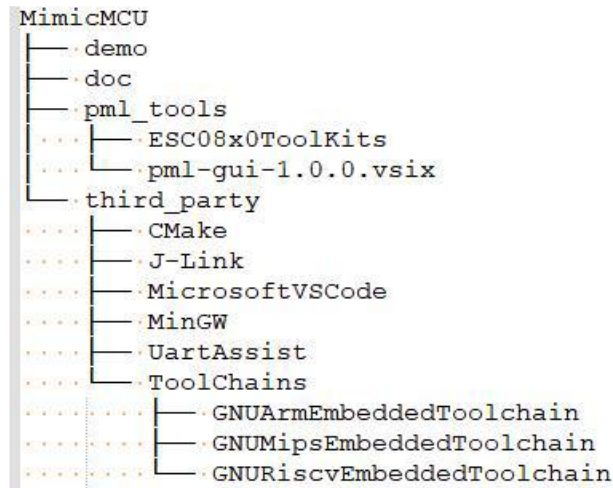 MimicMCU
├── demo
├── doc
├── pml_tools
│   ├── ESC08x0ToolKits
│   └── pml-gui-1.0.0.vsix
└── third_party
    ├── CMake
    ├── J-Link
    ├── MicrosoftVSCode
    ├── MinGW
    ├── UartAssist
    └── ToolChains
        ├── GNUArmEmbeddedToolchain
        ├── GNUMipsEmbeddedToolchain
        └── GNURiscvEmbeddedToolchain